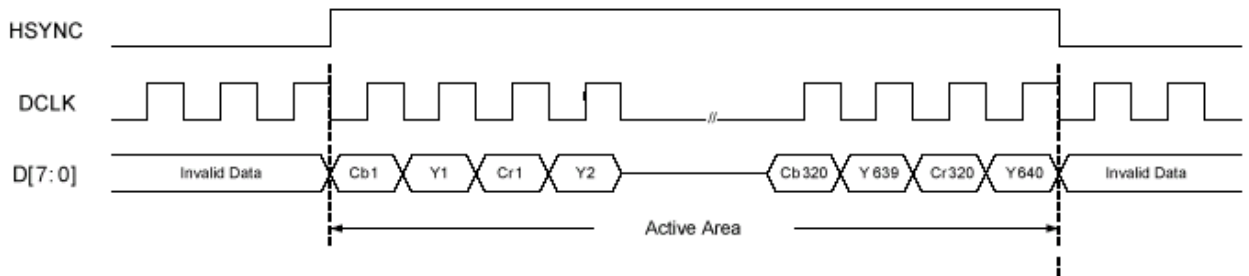 HSYNC
DCLK
//
D[7:0] Invalid Data Cb1 Y1 Cr1 Y2 Cb320 Y639 Cr320 Y640 Invalid Data
Active Area